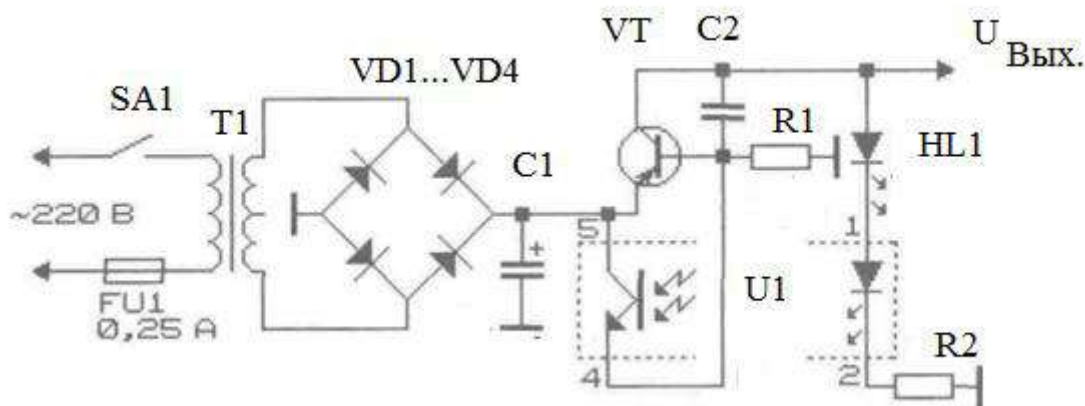 VT
C2
U Вых.
VD1...VD4
SA1
T1
R1
C1
HL1
~220 В
5
+
1
FU1
0,25 А
U1
4
2
R2